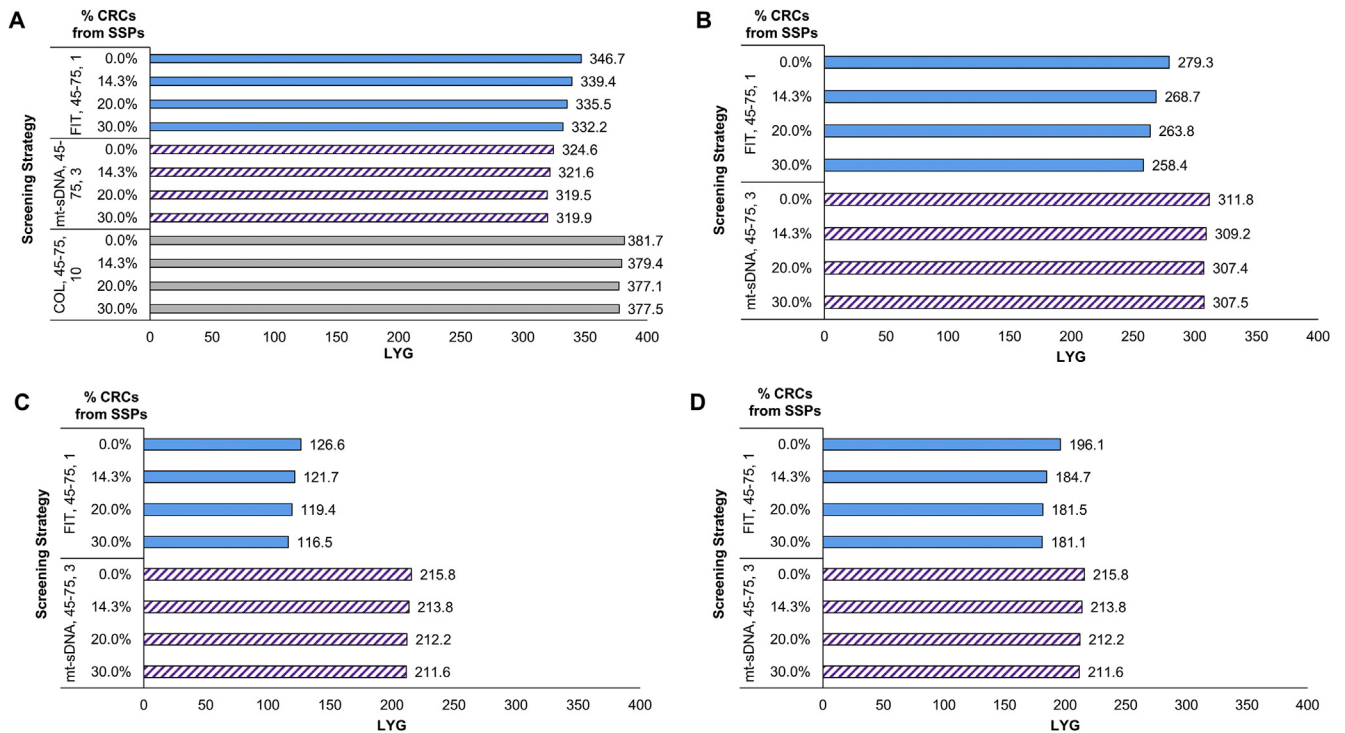 A
% CRCs
from SSPs
Screening Strategy
FIT, 45-75, 1
0.0%
346.7
14.3%
339.4
20.0%
335.5
30.0%
332.2
mt-sDNA, 45-
75, 3
0.0%
324.6
14.3%
321.6
20.0%
319.5
30.0%
319.9
COL, 45-75,
10
0.0%
381.7
14.3%
379.4
20.0%
377.1
30.0%
377.5
0 50 100 150 200 250 300 350 400
LYG
B
% CRCs
from SSPs
Screening Strategy
FIT, 45-75, 1
0.0%
279.3
14.3%
268.7
20.0%
263.8
30.0%
258.4
mt-sDNA, 45-75, 3
0.0%
311.8
14.3%
309.2
20.0%
307.4
30.0%
307.5
0 50 100 150 200 250 300 350 400
LYG
C
% CRCs
from SSPs
Screening Strategy
FIT, 45-75, 1
0.0%
126.6
14.3%
121.7
20.0%
119.4
30.0%
116.5
mt-sDNA, 45-75, 3
0.0%
215.8
14.3%
213.8
20.0%
212.2
30.0%
211.6
0 50 100 150 200 250 300 350 400
LYG
D
% CRCs
from SSPs
Screening Strategy
FIT, 45-75, 1
0.0%
196.1
14.3%
184.7
20.0%
181.5
30.0%
181.1
mt-sDNA, 45-75, 3
0.0%
215.8
14.3%
213.8
20.0%
212.2
30.0%
211.6
0 50 100 150 200 250 300 350 400
LYG